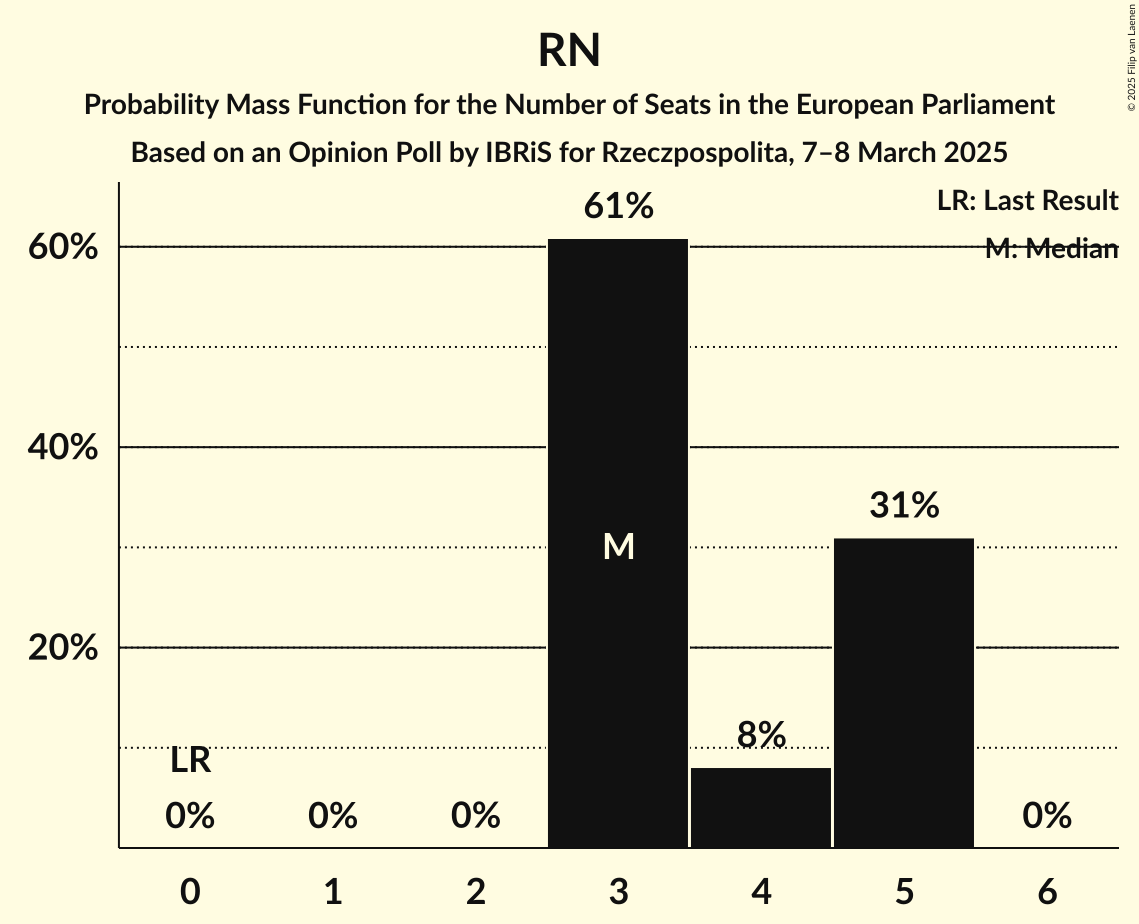 RN
Probability Mass Function for the Number of Seats in the European Parliament
Based on an Opinion Poll by IBRiS for Rzeczpospolita, 7–8 March 2025
© 2025 Filip van Laenen
LR: Last Result
M: Median
61%
60%
40%
31%
M
20%
8%
LR
0%
0%
0%
0%
0
1
2
3
4
5
6